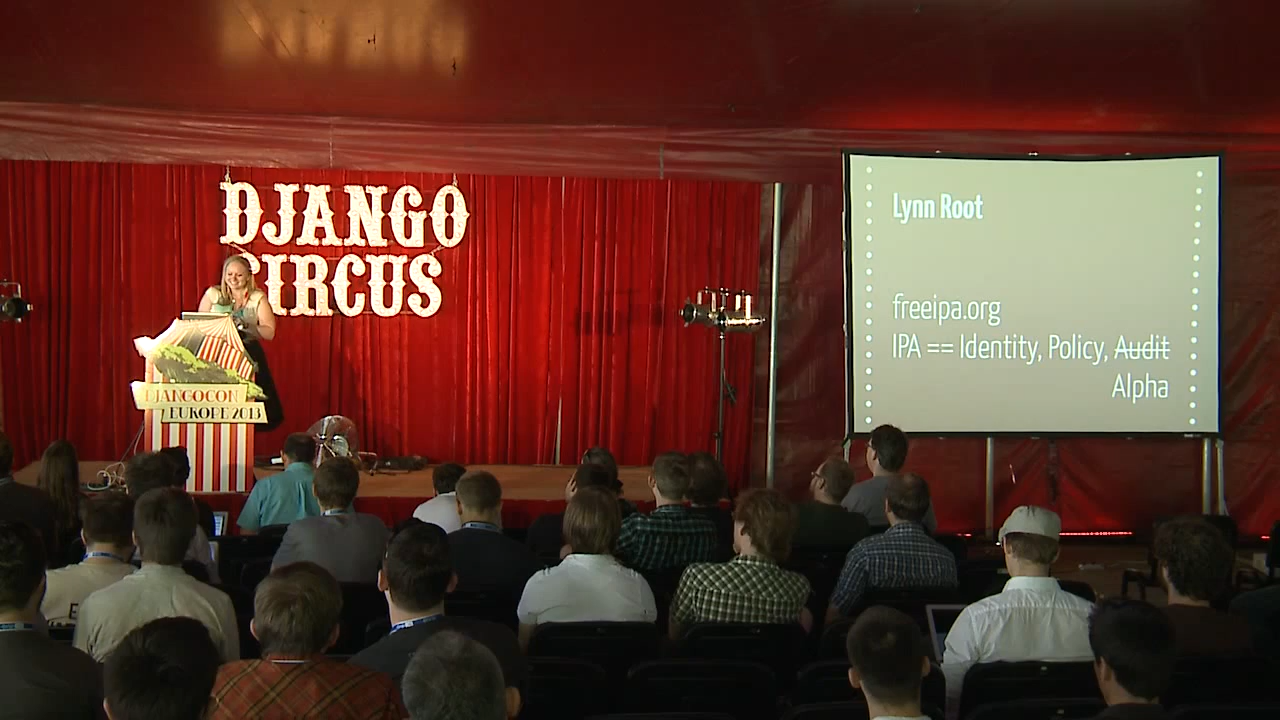 DJANGO
CIRCUS
DJANGOCON
EUROPE 2013
Lynn Root
freeipa.org
IPA == Identity, Policy, Audit
Alpha